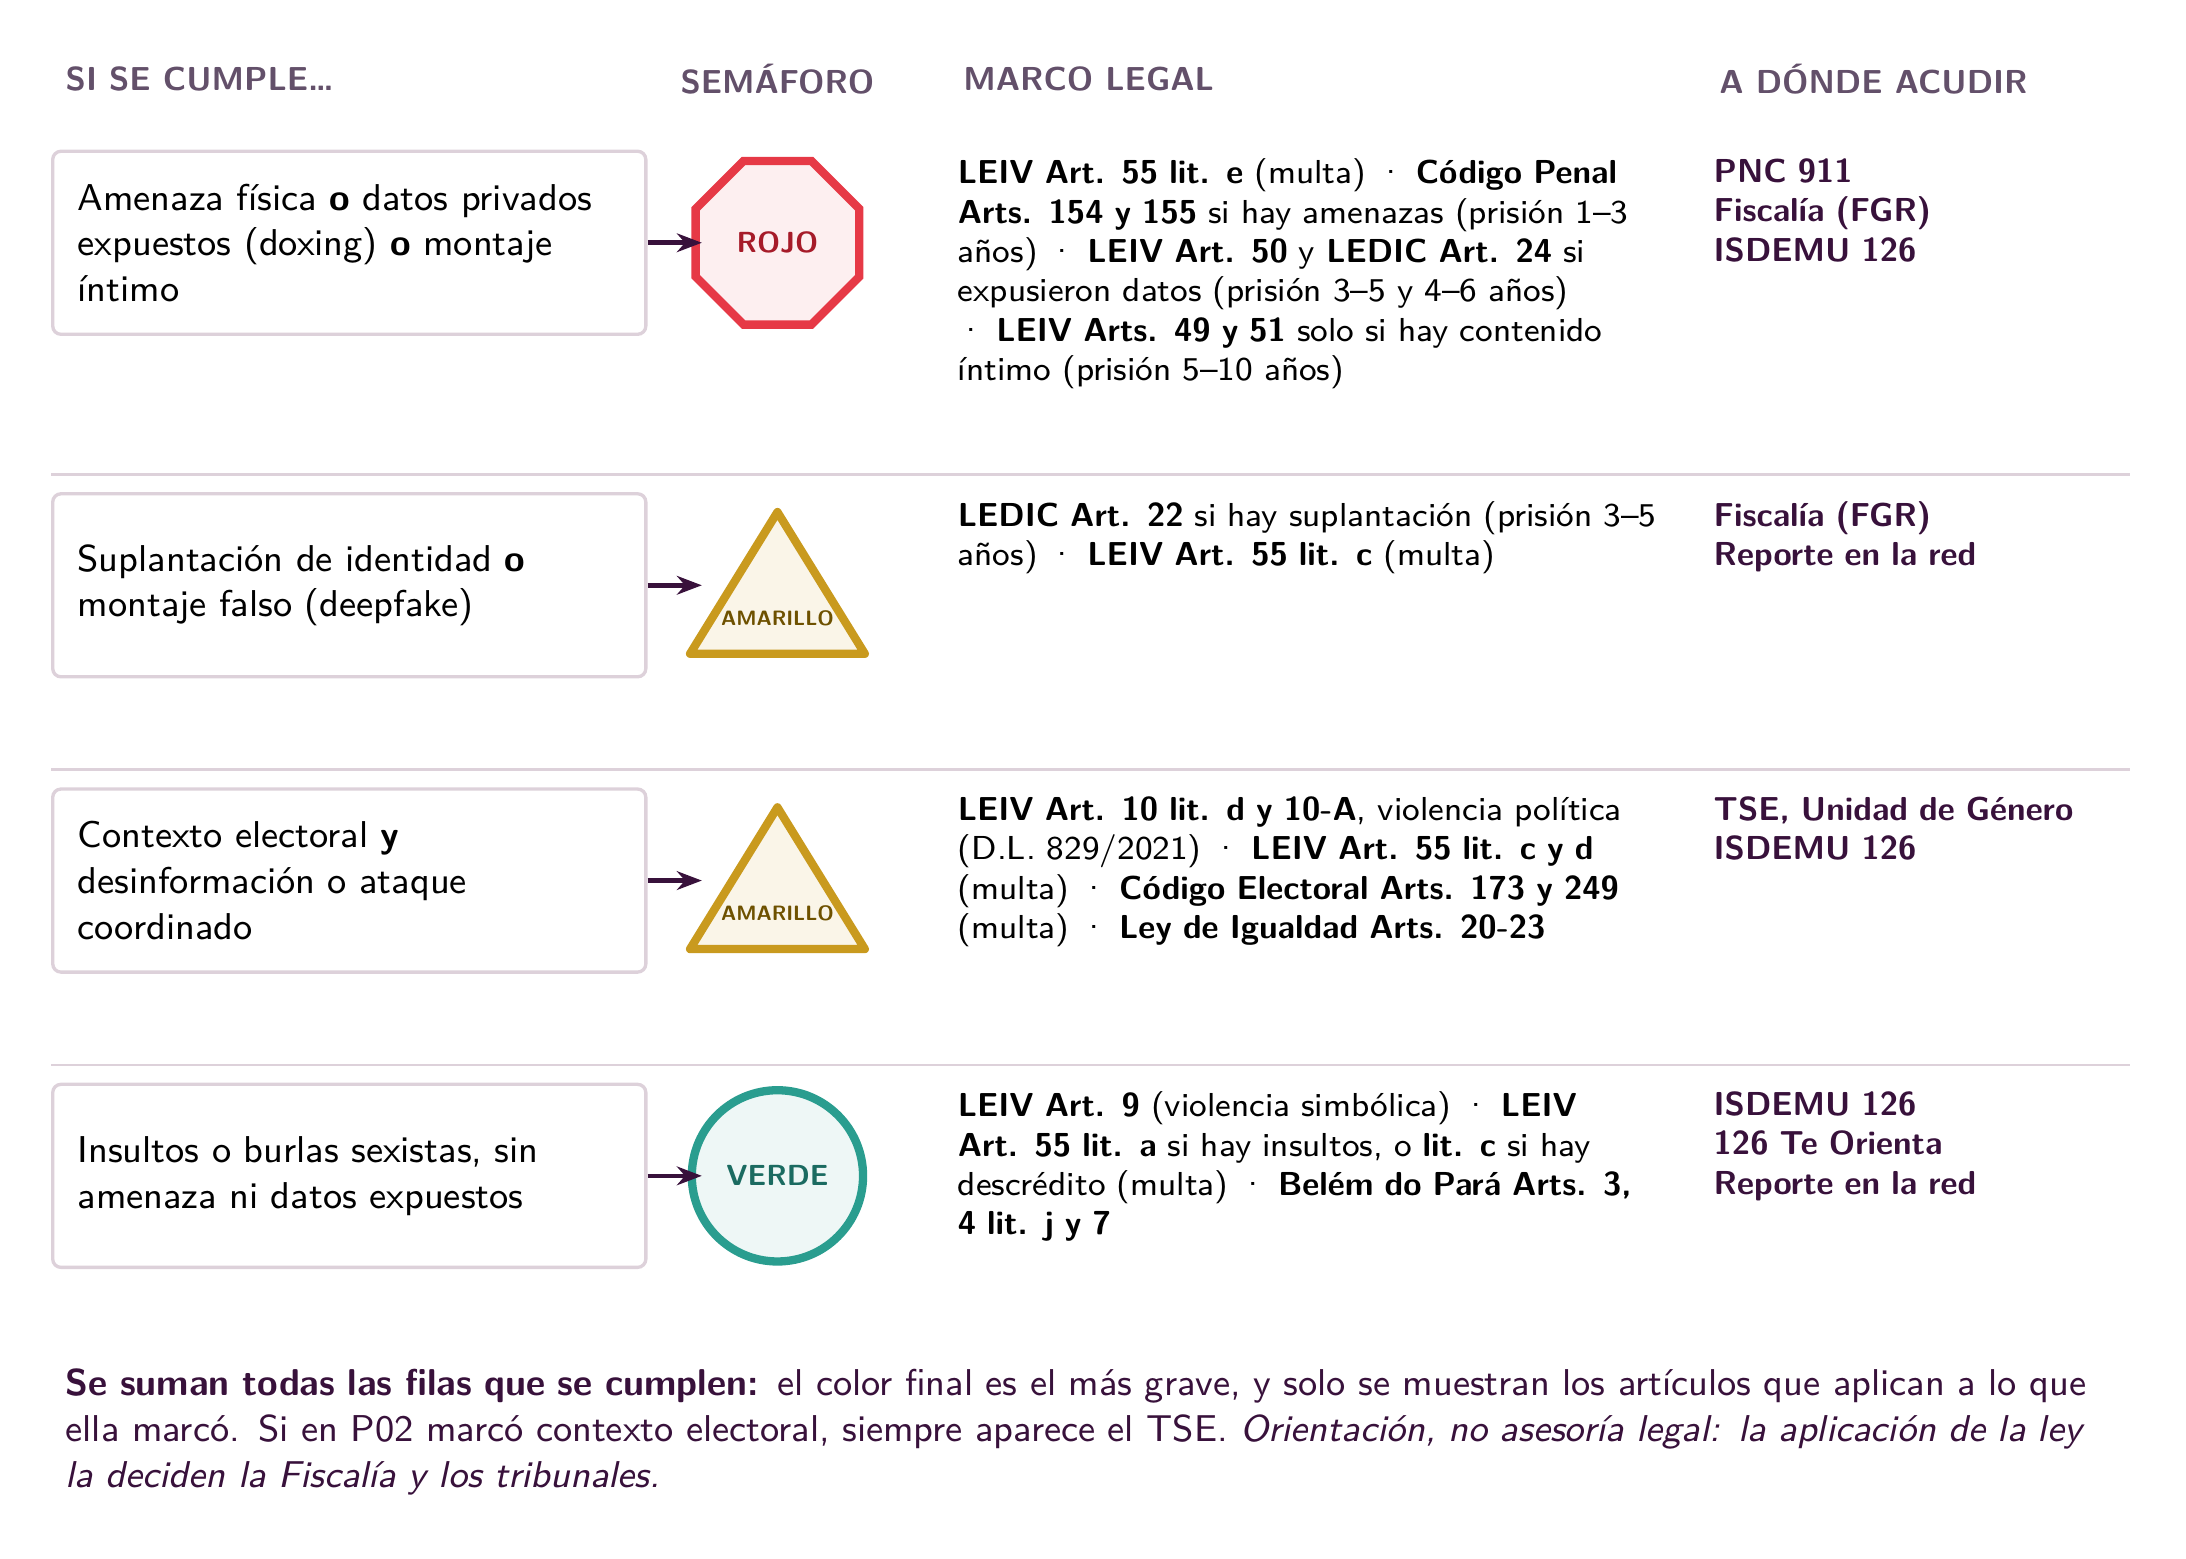 SI SE CUMPLE...
SEMÁFORO
MARCO LEGAL
A DÓNDE ACUDIR
Amenaza física o datos privados
expuestos (doxing) o montaje
íntimo
ROJO
LEIV Art. 55 lit. e (multa) · Código Penal
Arts. 154 y 155 si hay amenazas (prisión 1–3
años) · LEIV Art. 50 y LEDIC Art. 24 si
expusieron datos (prisión 3–5 y 4–6 años)
· LEIV Arts. 49 y 51 solo si hay contenido
íntimo (prisión 5–10 años)
PNC 911
Fiscalía (FGR)
ISDEMU 126
Suplantación de identidad o
montaje falso (deepfake)
AMARILLO
LEDIC Art. 22 si hay suplantación (prisión 3–5
años) · LEIV Art. 55 lit. c (multa)
Fiscalía (FGR)
Reporte en la red
Contexto electoral y
desinformación o ataque
coordinado
AMARILLO
LEIV Art. 10 lit. d y 10-A, violencia política
(D.L. 829/2021) · LEIV Art. 55 lit. c y d
(multa) · Código Electoral Arts. 173 y 249
(multa) · Ley de Igualdad Arts. 20-23
TSE, Unidad de Género
ISDEMU 126
Insultos o burlas sexistas, sin
amenaza ni datos expuestos
VERDE
LEIV Art. 9 (violencia simbólica) · LEIV
Art. 55 lit. a si hay insultos, o lit. c si hay
descrédito (multa) · Belém do Pará Arts. 3,
4 lit. j y 7
ISDEMU 126
126 Te Orienta
Reporte en la red
Se suman todas las filas que se cumplen: el color final es el más grave, y solo se muestran los artículos que aplican a lo que
ella marcó. Si en P02 marcó contexto electoral, siempre aparece el TSE. Orientación, no asesoría legal: la aplicación de la ley
la deciden la Fiscalía y los tribunales.